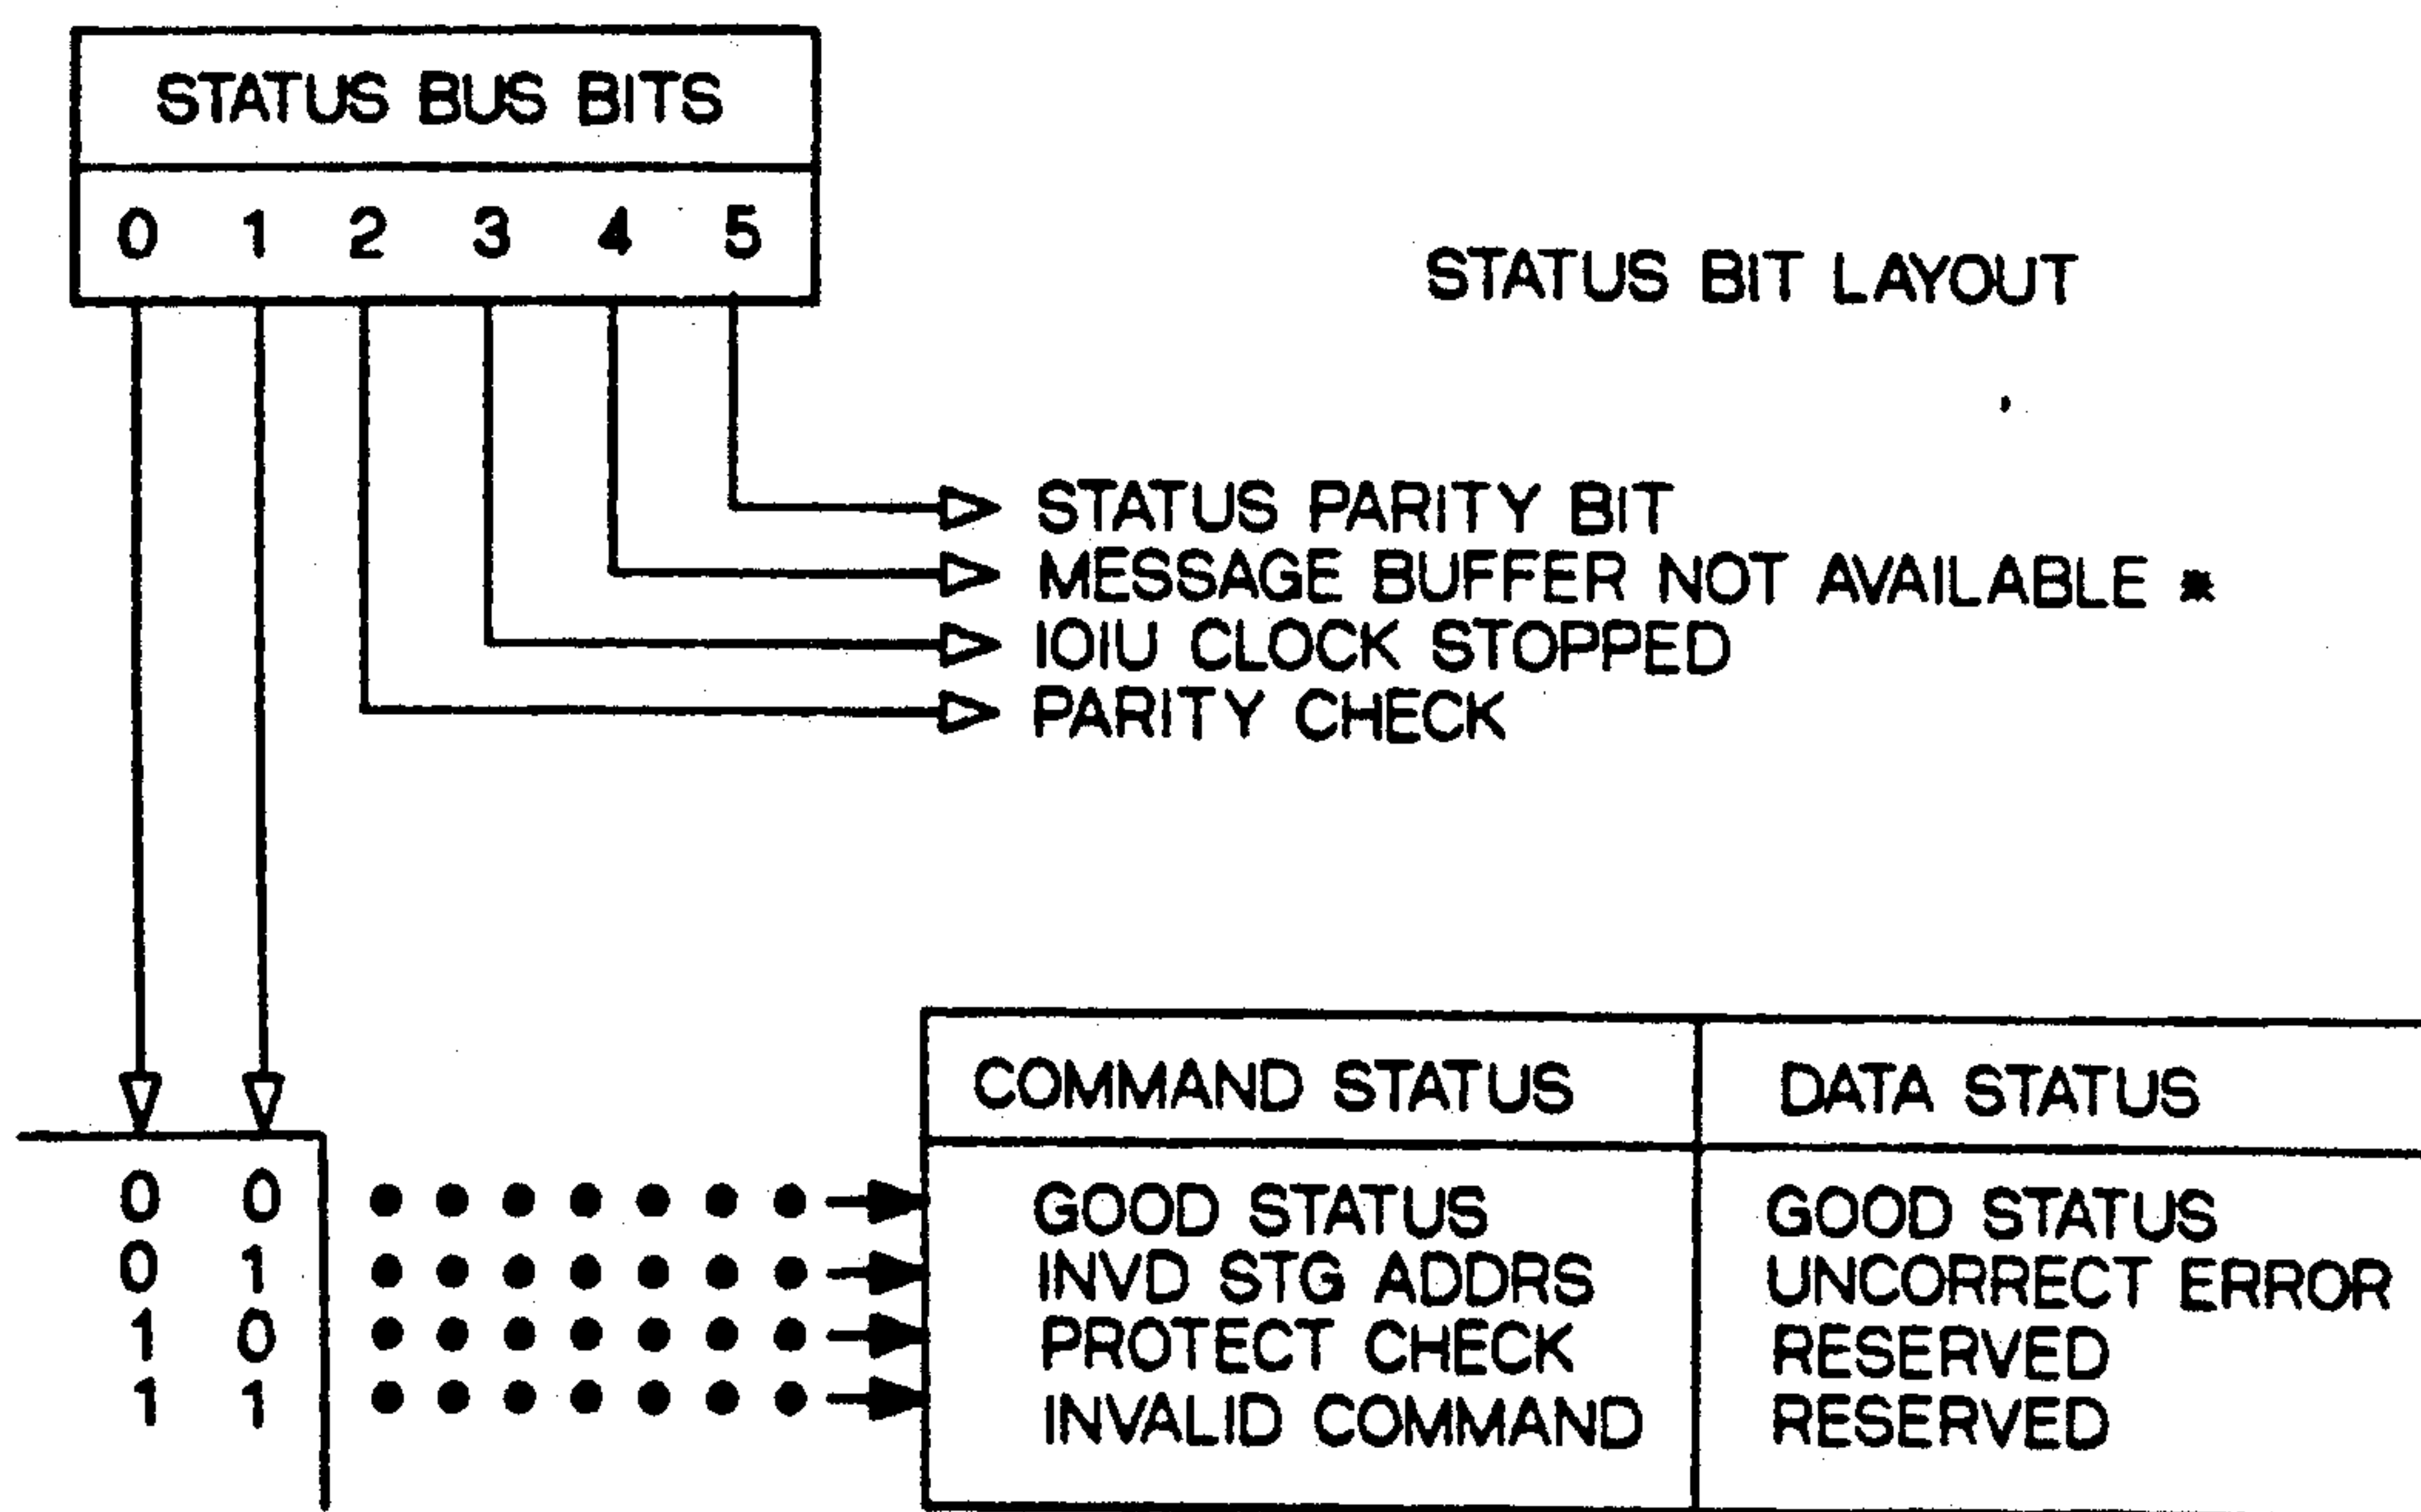 STATUS BUS BITS
0 1 2 3 4 5
STATUS BIT LAYOUT
STATUS PARITY BIT
MESSAGE BUFFER NOT AVAILABLE *
IOIU CLOCK STOPPED
PARITY CHECK
COMMAND STATUS DATA STATUS
0 0 GOOD STATUS GOOD STATUS
0 1 INVD STG ADDRS UNCORRECT ERROR
1 0 PROTECT CHECK RESERVED
1 1 INVALID COMMAND RESERVED